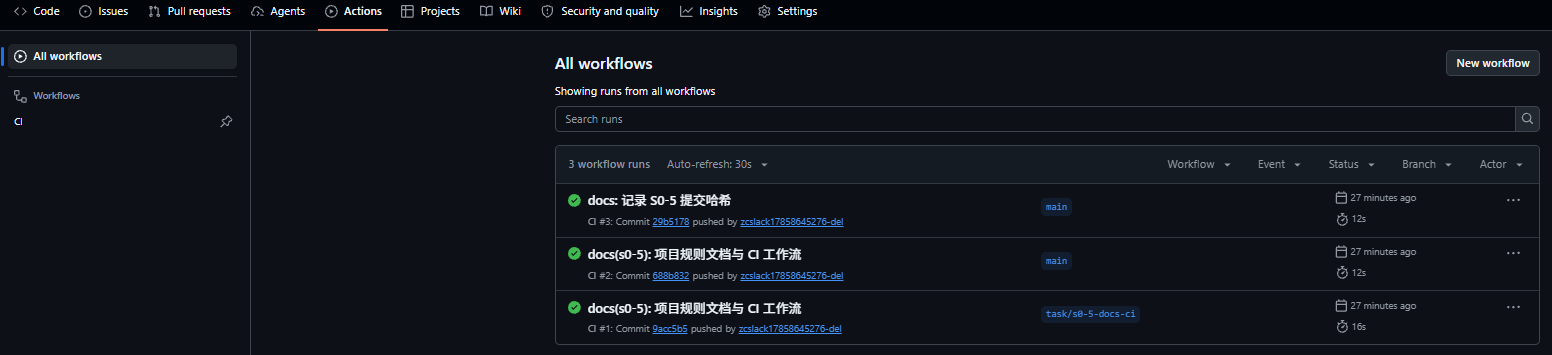 Code Issues Pull requests Agents Actions Projects Wiki Security and quality Insights Settings
All workflows
Workflows
CI
All workflows
New workflow
Showing runs from all workflows
Search runs
3 workflow runs Auto-refresh: 30s Workflow Event Status Branch Actor
docs: 记录 S0-5 提交哈希
CI #3: Commit 29b5178 pushed by zcslack17858645276-del
main
27 minutes ago
12s
docs(s0-5): 项目规则文档与 CI 工作流
CI #2: Commit 688b832 pushed by zcslack17858645276-del
main
27 minutes ago
12s
docs(s0-5): 项目规则文档与 CI 工作流
CI #1: Commit 9acc5b5 pushed by zcslack17858645276-del
task/s0-5-docs-ci
27 minutes ago
16s